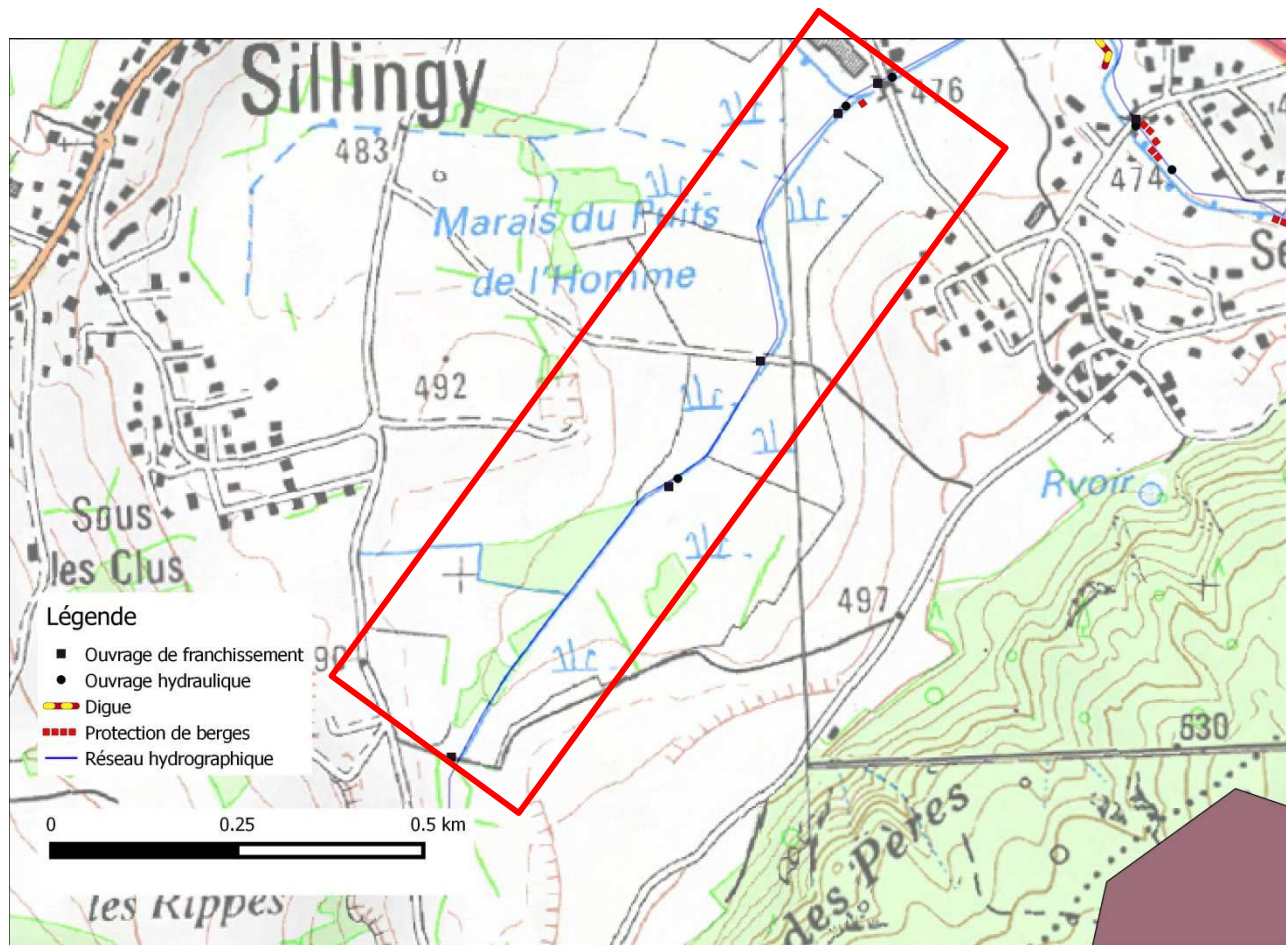 Sillingy
476
483
474
Marais du Puits
de l'Homme
492
Rvoir
Sous
les Clus
497
Légende
Ouvrage de franchissement
Ouvrage hydraulique
Digue
Protection de berges
Réseau hydrographique
90
630
0 0.25 0.5 km
des Pères
les Rippes
Se